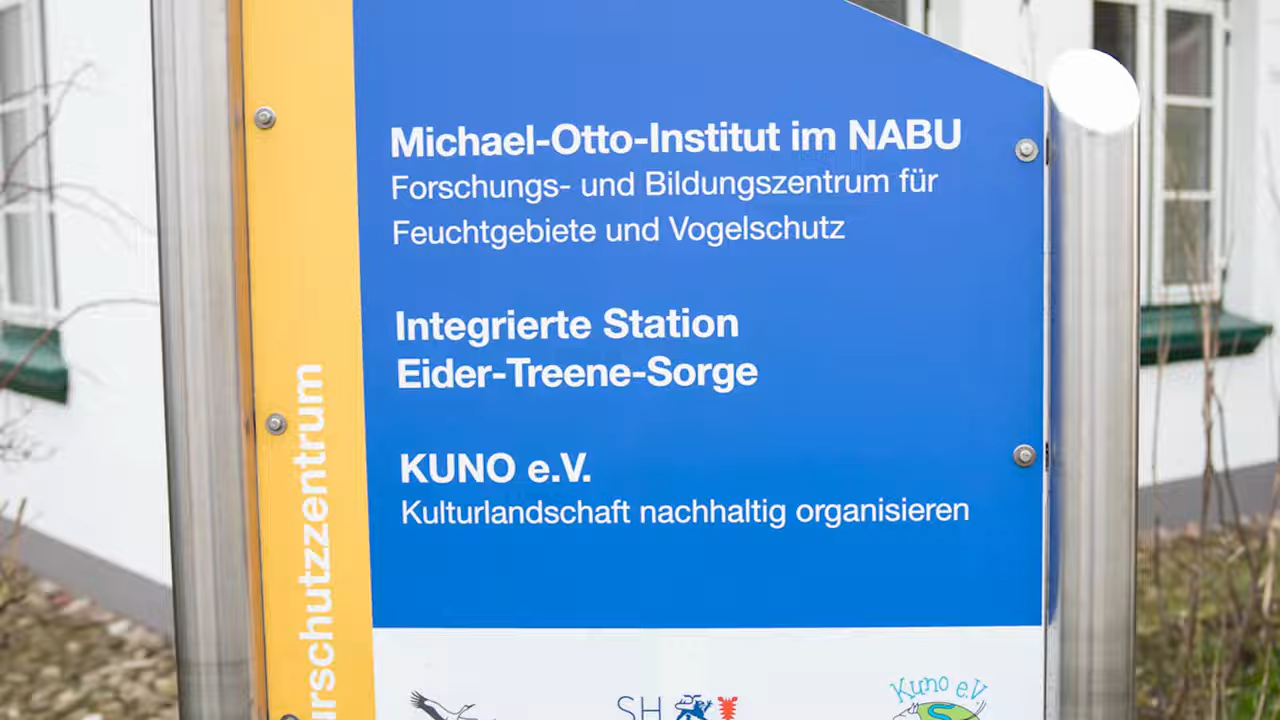 Michael-Otto-Institut im NABU
Forschungs- und Bildungszentrum für
Feuchtgebiete und Vogelschutz
Integrierte Station
Eider-Treene-Sorge
KUNO e.V.
Kulturlandschaft nachhaltig organisieren
urschutzzentrum
SH
Kuno e.V.